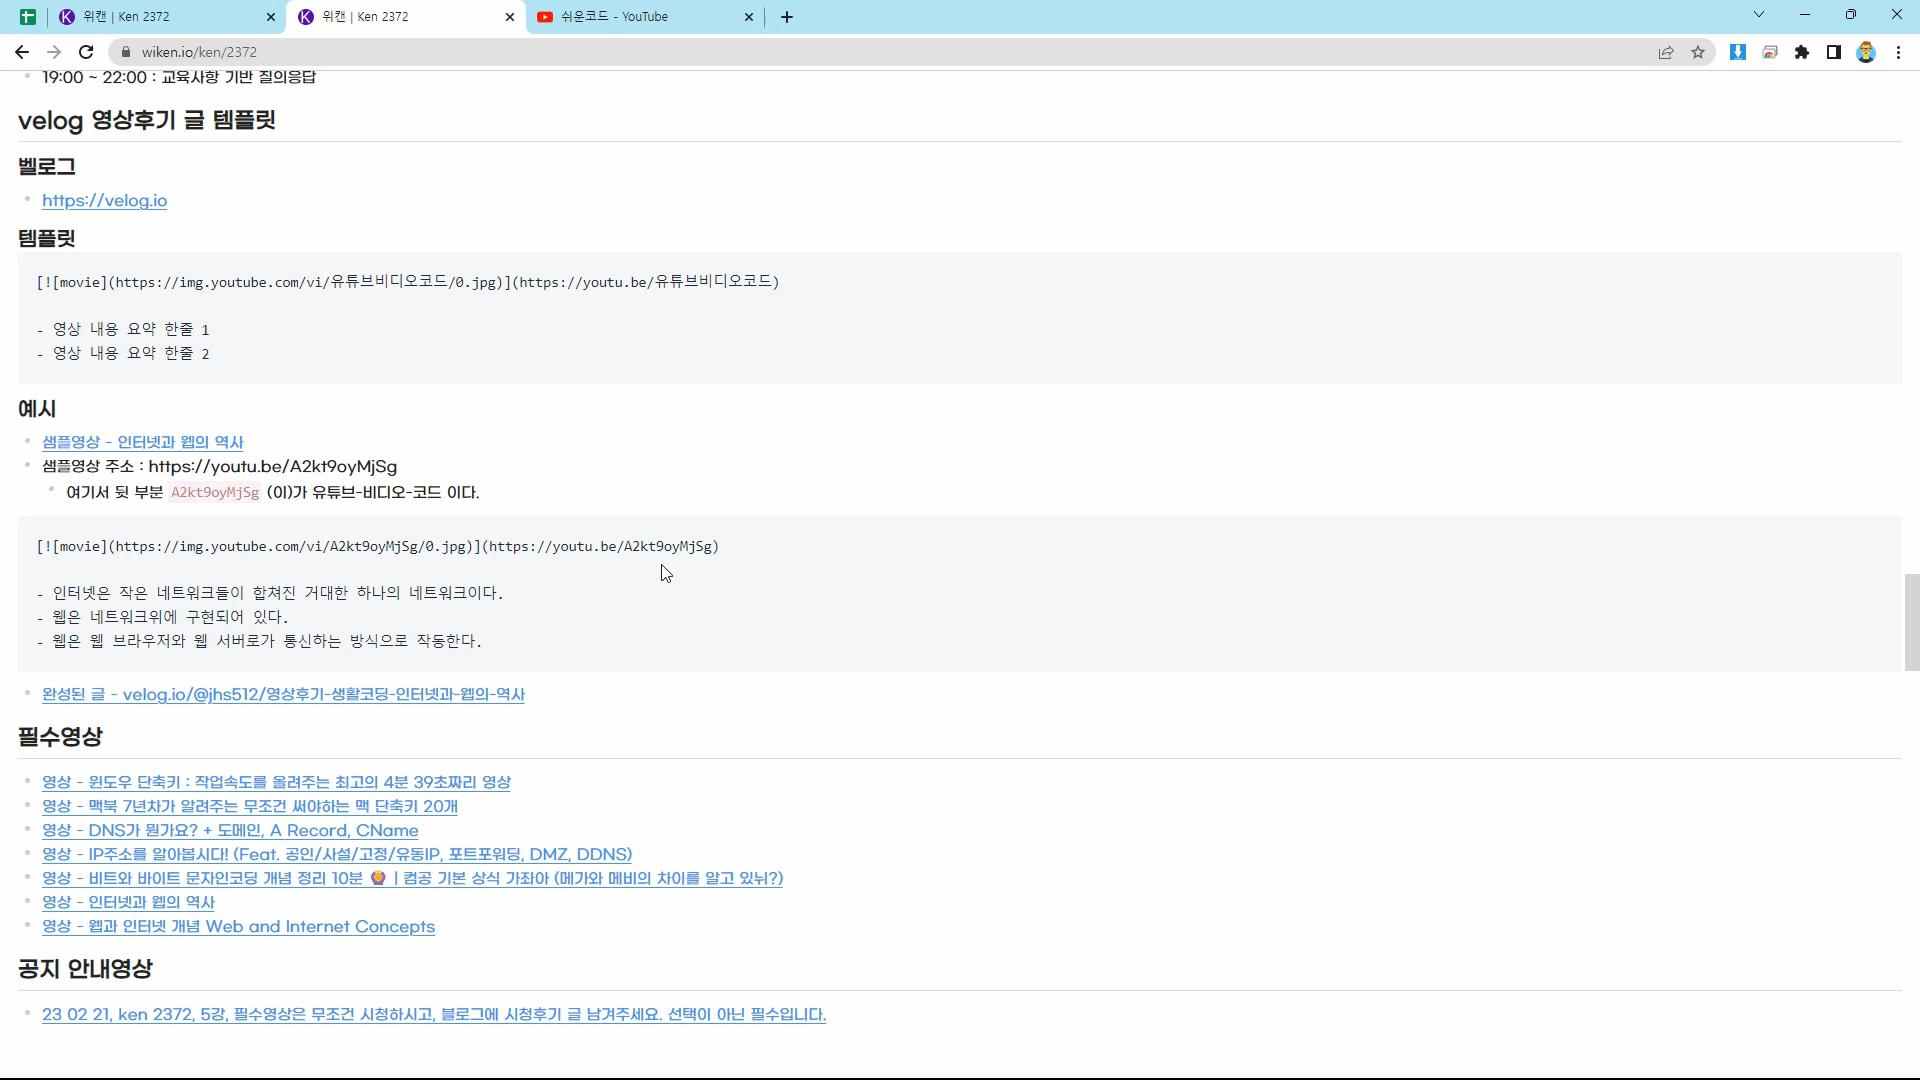 위캔 | Ken 2372
위캔 | Ken 2372
쉬운코드 - YouTube
wiken.io/ken/2372
19:00 ~ 22:00 : 교육사항 기반 질의응답
velog 영상후기 글 템플릿
벨로그
https://velog.io
템플릿
[![movie](https://img.youtube.com/vi/유튜브비디오코드/0.jpg)](https://youtu.be/유튜브비디오코드)
- 영상 내용 요약 한줄 1
- 영상 내용 요약 한줄 2
예시
샘플영상 - 인터넷과 웹의 역사
샘플영상 주소 : https://youtu.be/A2kt9oyMjSg
여기서 뒷 부분 A2kt9oyMjSg (이)가 유튜브-비디오-코드 이다.
[![movie](https://img.youtube.com/vi/A2kt9oyMjSg/0.jpg)](https://youtu.be/A2kt9oyMjSg)
- 인터넷은 작은 네트워크들이 합쳐진 거대한 하나의 네트워크이다.
- 웹은 네트워크위에 구현되어 있다.
- 웹은 웹 브라우저와 웹 서버로가 통신하는 방식으로 작동한다.
완성된 글 - velog.io/@jhs512/영상후기-생활코딩-인터넷과-웹의-역사
필수영상
영상 - 윈도우 단축키 : 작업속도를 올려주는 최고의 4분 39초짜리 영상
영상 - 맥북 7년차가 알려주는 무조건 써야하는 맥 단축키 20개
영상 - DNS가 뭔가요? + 도메인, A Record, CName
영상 - IP주소를 알아봅시다! (Feat. 공인/사설/고정/유동IP, 포트포워딩, DMZ, DDNS)
영상 - 비트와 바이트 문자인코딩 개념 정리 10분 | 컴공 기본 상식 가좌아 (메가와 메비의 차이를 알고 있뉘?)
영상 - 인터넷과 웹의 역사
영상 - 웹과 인터넷 개념 Web and Internet Concepts
공지 안내영상
23 02 21, ken 2372, 5강, 필수영상은 무조건 시청하시고, 블로그에 시청후기 글 남겨주세요. 선택이 아닌 필수입니다.